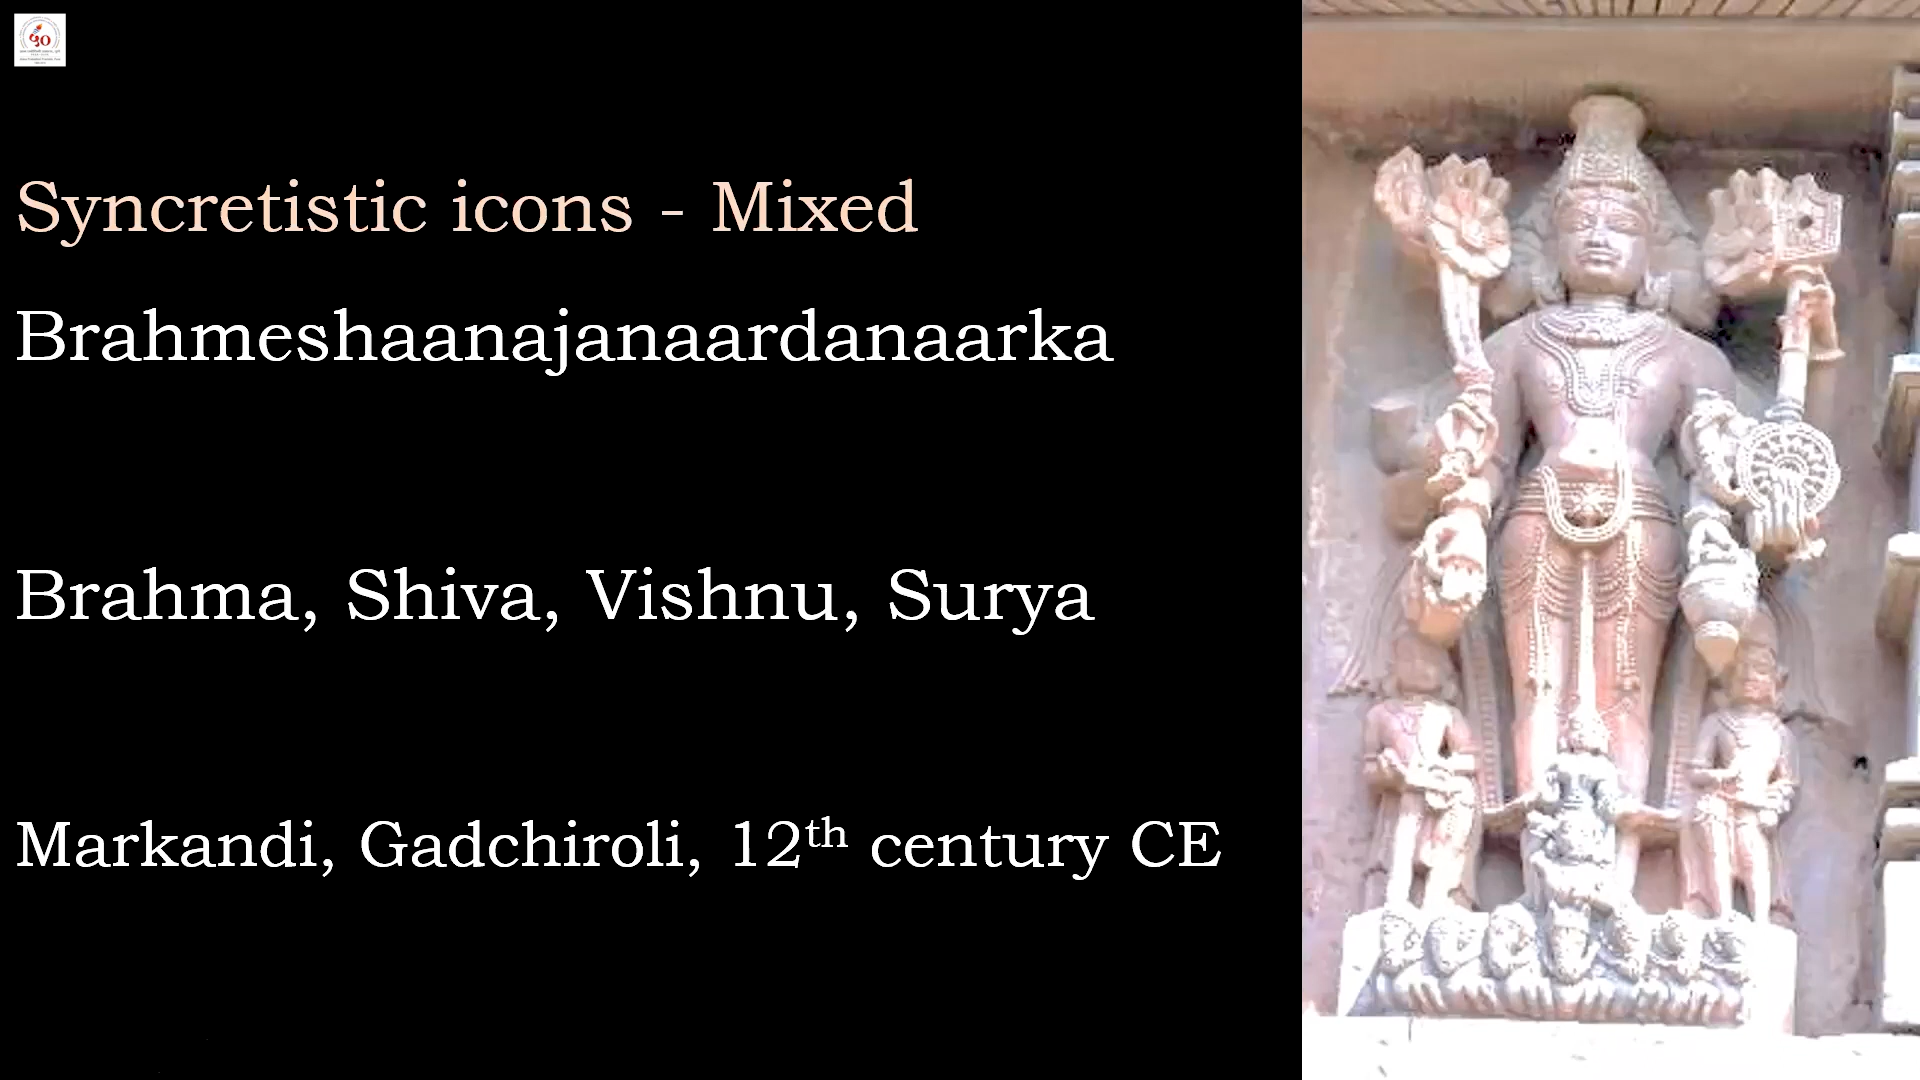 Syncretistic icons - Mixed
Brahmeshaanajanaardanaarka
Brahma, Shiva, Vishnu, Surya
Markandi, Gadchiroli, 12th century CE